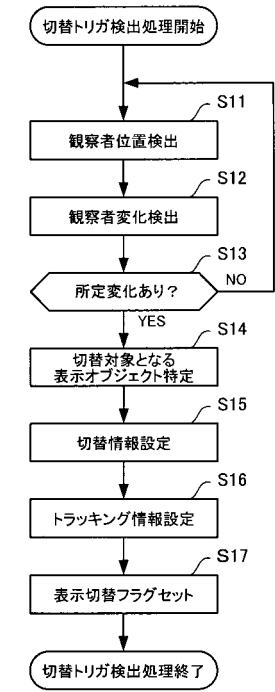 切替トリガ検出処理開始
S11
観察者位置検出
S12
観察者変化検出
S13
所定変化あり?
NO
YES
S14
切替対象となる
表示オブジェクト特定
S15
切替情報設定
S16
トラッキング情報設定
S17
表示切替フラグセット
切替トリガ検出処理終了